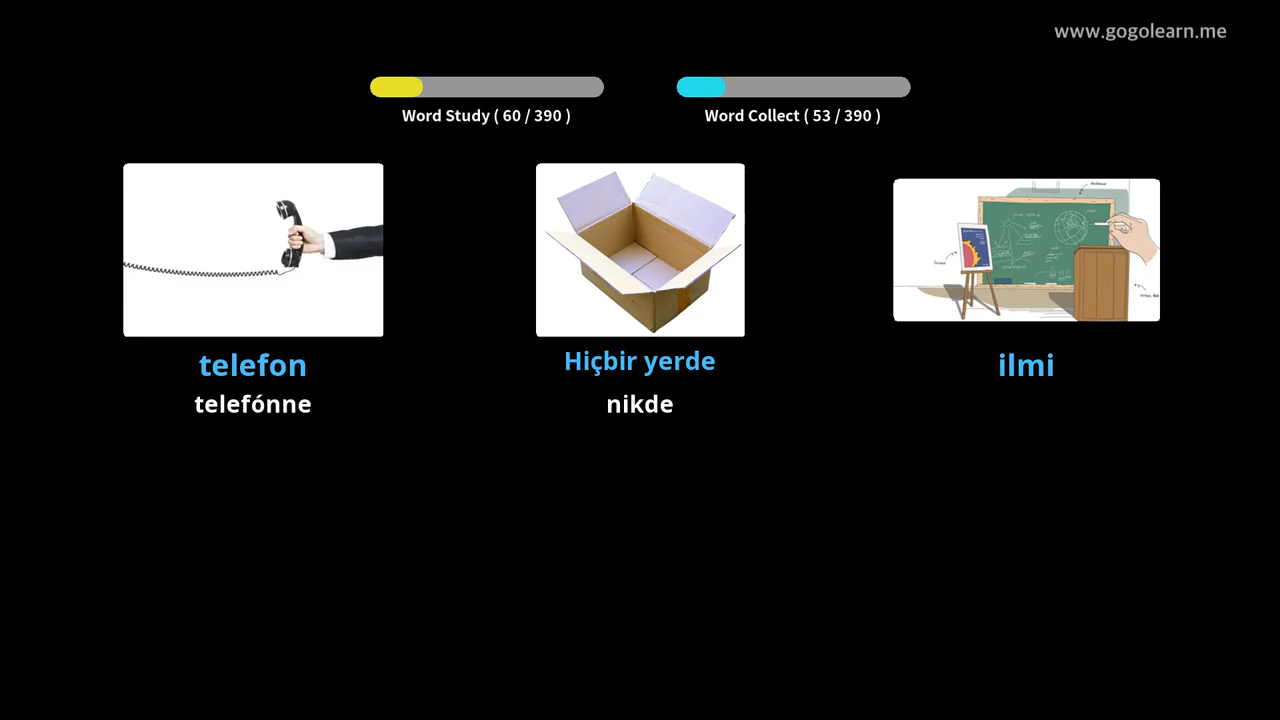 www.gogolearn.me
Word Study ( 60 / 390 )
Word Collect ( 53 / 390 )
telefon
telefónne
Hiçbir yerde
nikde
ilmi